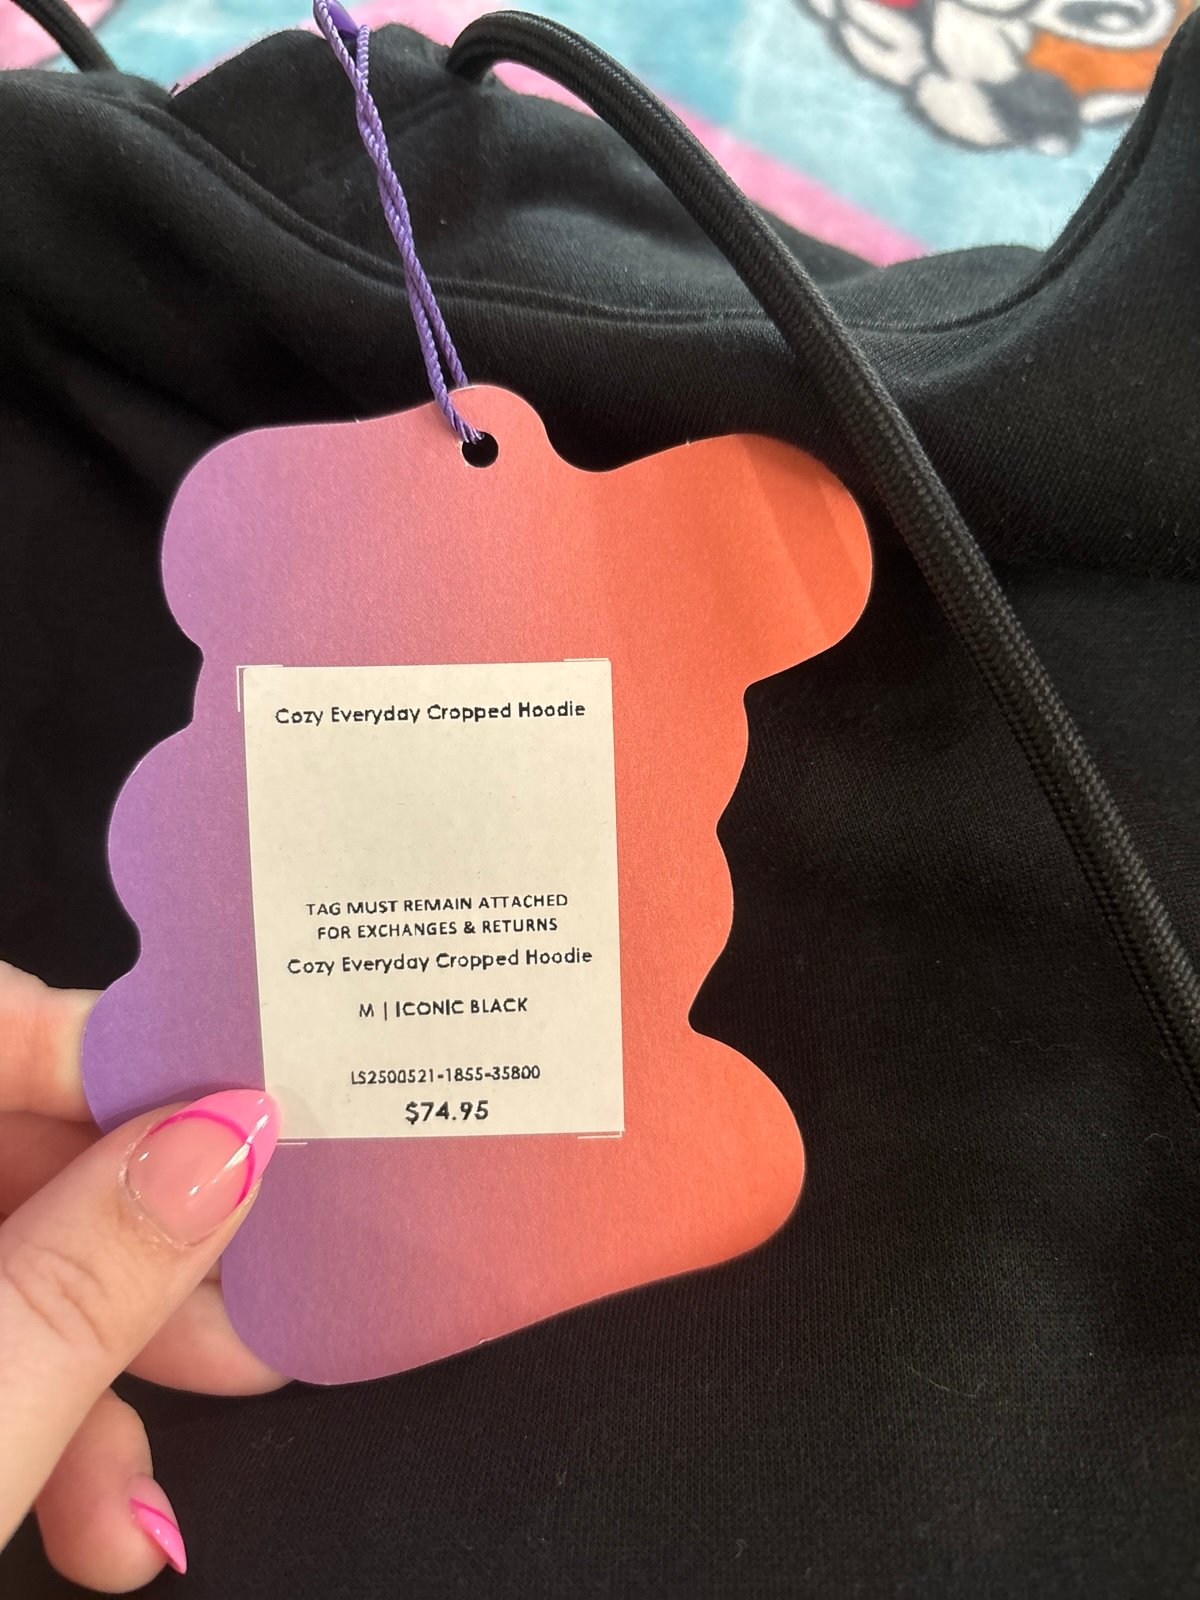 Cozy Everyday Cropped Hoodie
TAG MUST REMAIN ATTACHED
FOR EXCHANGES & RETURNS
Cozy Everyday Cropped Hoodie
M | ICONIC BLACK
LS2500521-1855-35800
$74.95